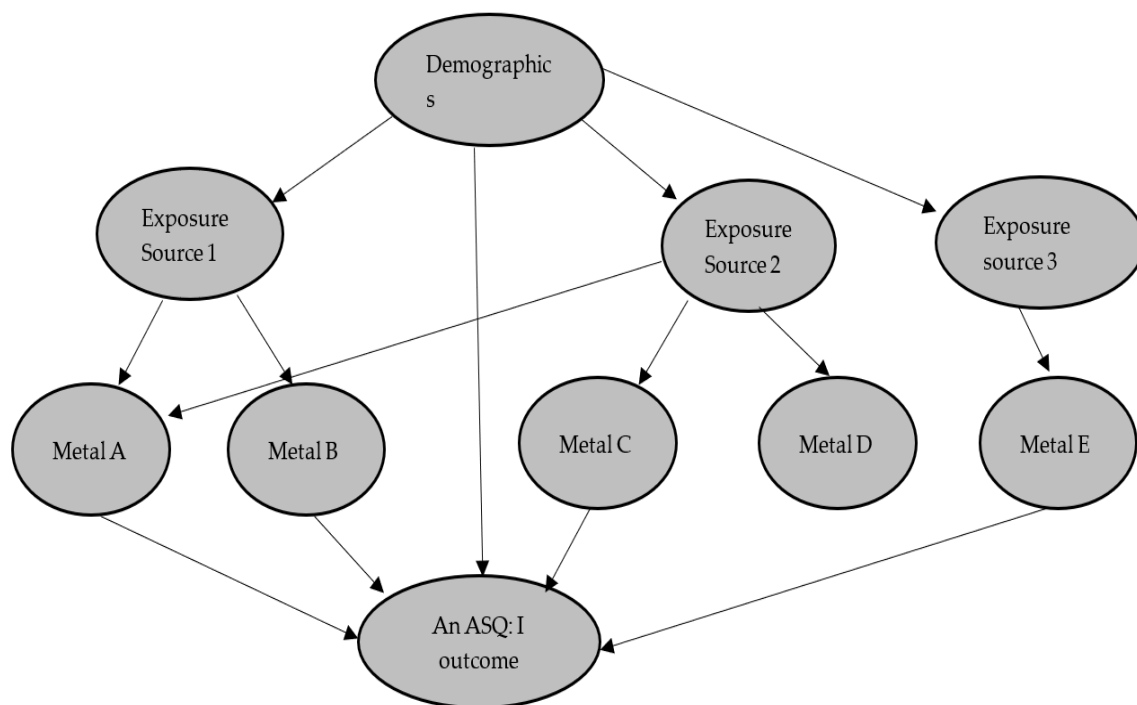 Demographic
s
Exposure
Source 1
Exposure
Source 2
Exposure
source 3
Metal A
Metal B
Metal C
Metal D
Metal E
An ASQ: I
outcome